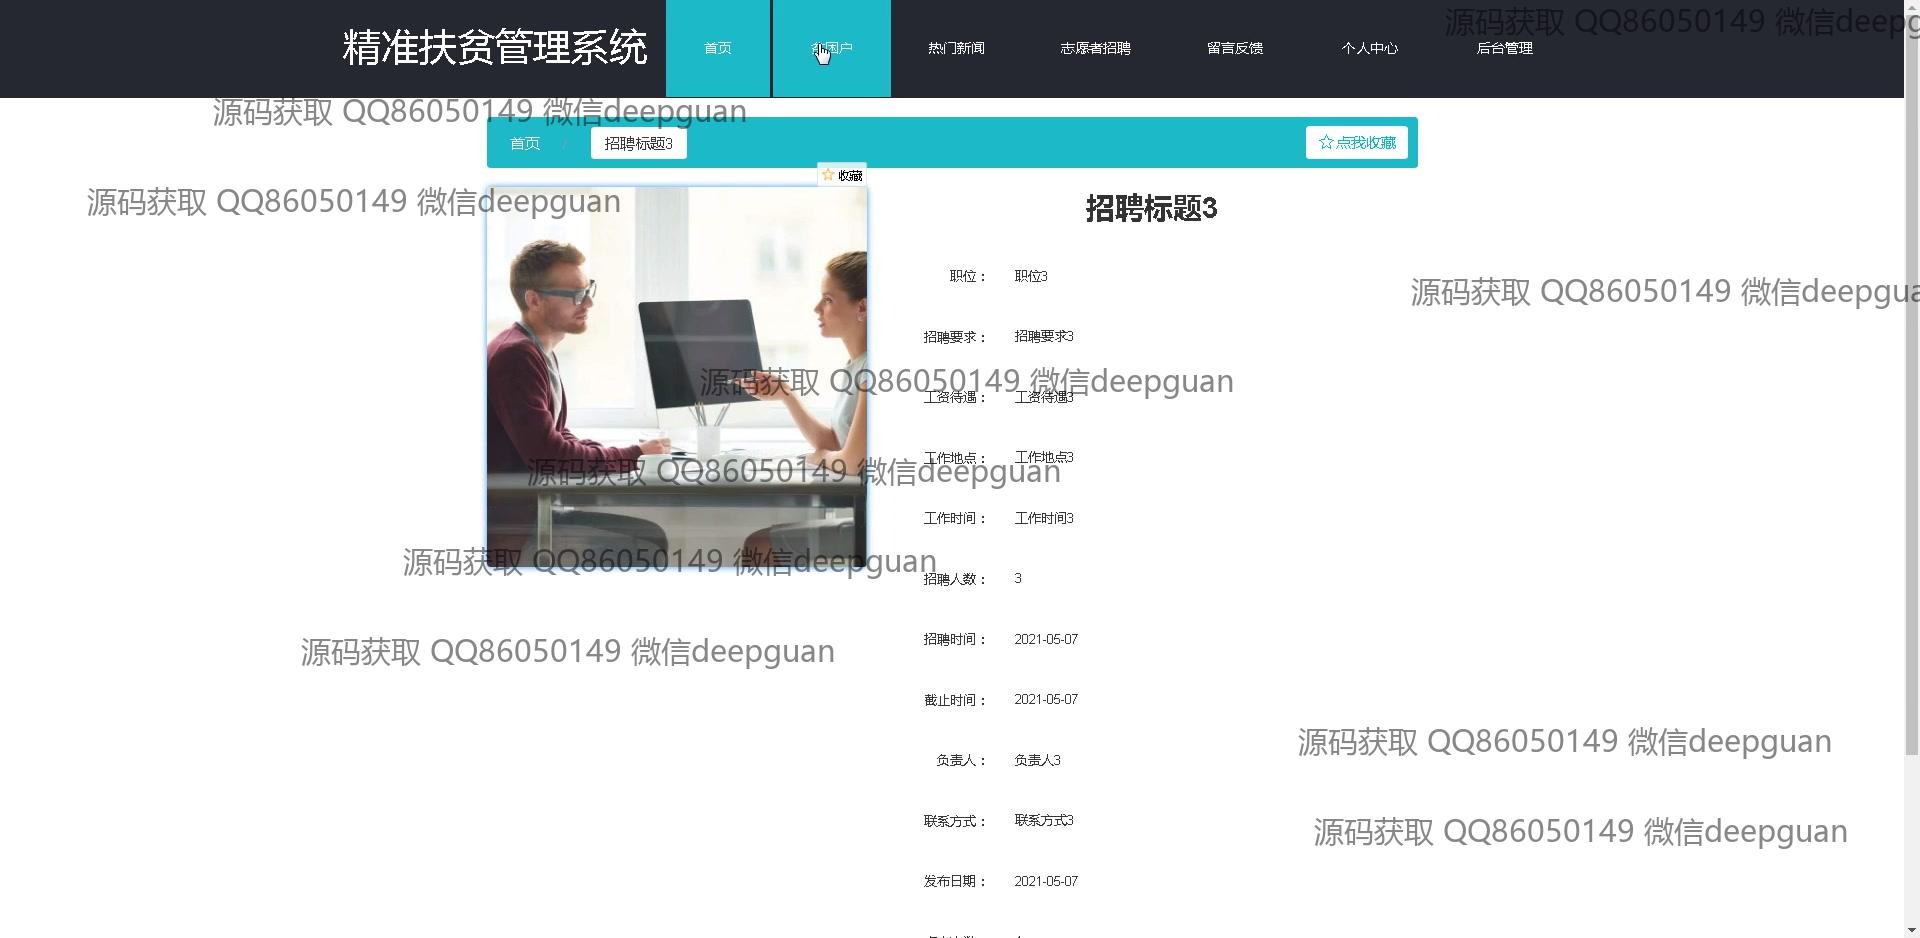 精准扶贫管理系统 首页 贫困户 热门新闻 志愿者招聘 留言反馈 个人中心 后台管理
源码获取 QQ86050149 微信deepg
源码获取 QQ86050149 微信deepguan
首页 / 招聘标题3 ☆点我收藏
☆ 收藏
源码获取 QQ86050149 微信deepguan
招聘标题3
职位： 职位3
源码获取 QQ86050149 微信deepgua
招聘要求： 招聘要求3
源码获取 QQ86050149 微信deepguan
工资待遇： 工资待遇3
工作地点： 工作地点3
源码获取 QQ86050149 微信deepguan
工作时间： 工作时间3
源码获取 QQ86050149 微信deepguan
招聘人数： 3
招聘时间： 2021-05-07
源码获取 QQ86050149 微信deepguan
截止时间： 2021-05-07
源码获取 QQ86050149 微信deepguan
负责人： 负责人3
联系方式： 联系方式3
源码获取 QQ86050149 微信deepguan
发布日期： 2021-05-07